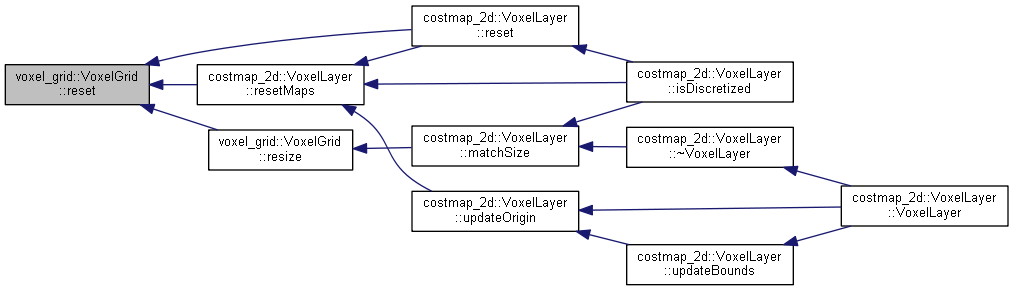 voxel_grid::VoxelGrid
::reset
costmap_2d::VoxelLayer
::reset
costmap_2d::VoxelLayer
::resetMaps
voxel_grid::VoxelGrid
::resize
costmap_2d::VoxelLayer
::isDiscretized
costmap_2d::VoxelLayer
::matchSize
costmap_2d::VoxelLayer
::~VoxelLayer
costmap_2d::VoxelLayer
::updateOrigin
costmap_2d::VoxelLayer
::VoxelLayer
costmap_2d::VoxelLayer
::updateBounds